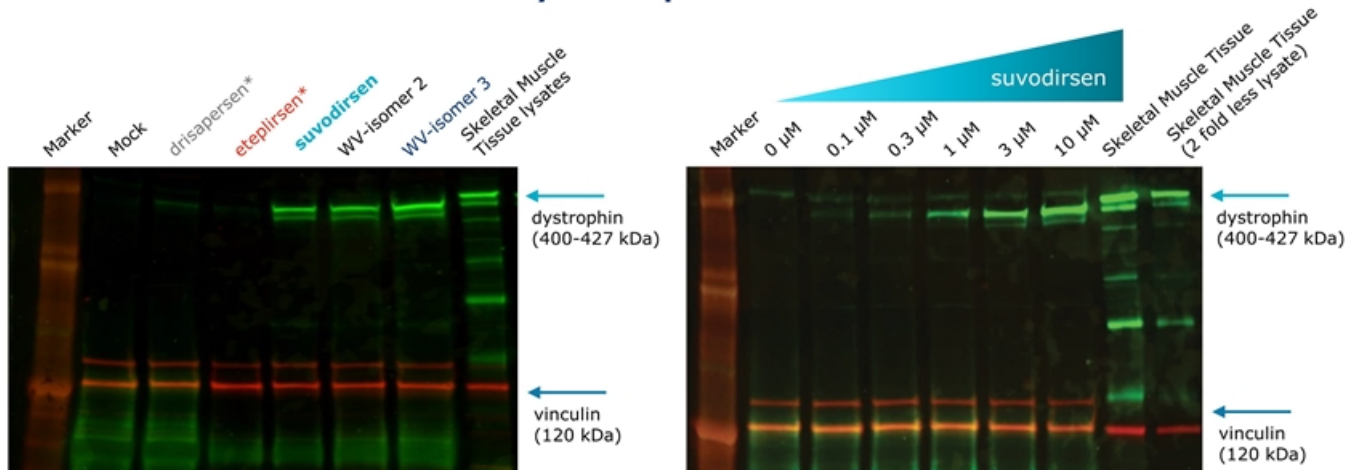 Marker
Mock
drisapersen*
eteplirsen*
suvodirsen
WV-isomer 2
WV-isomer 3
Skeletal Muscle
Tissue lysates
dystrophin
(400-427 kDa)
vinculin
(120 kDa)
suvodirsen
Marker
0 µM
0.1 µM
0.3 µM
1 µM
3 µM
10 µM
Skeletal Muscle Tissue
Skeletal Muscle Tissue
(2 fold less lysate)
dystrophin
(400-427 kDa)
vinculin
(120 kDa)